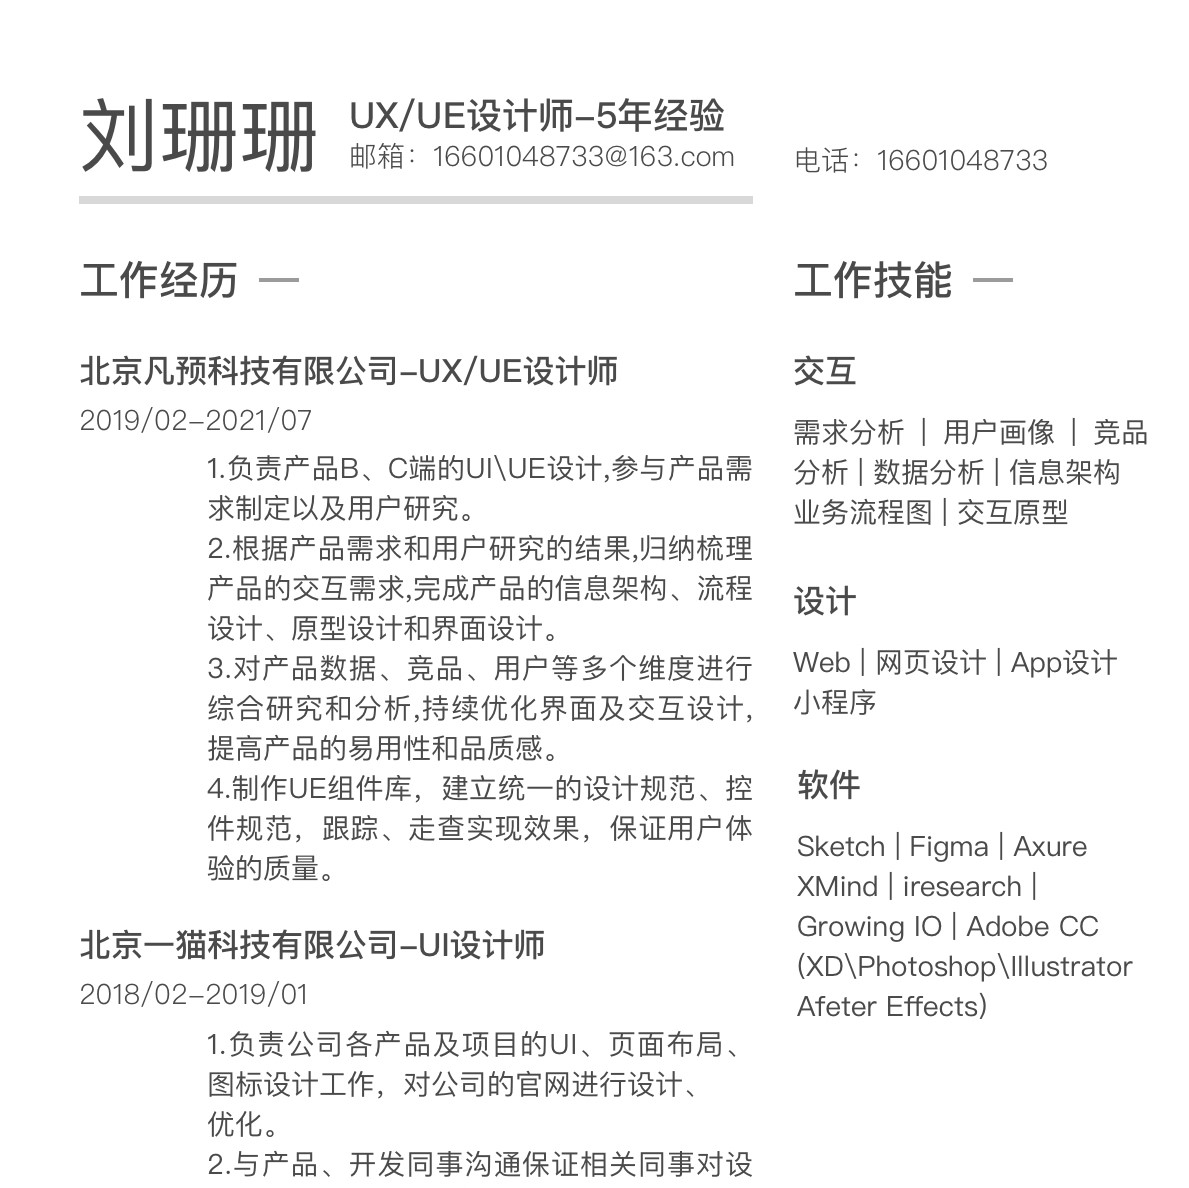 刘珊珊
UX/UE设计师-5年经验
邮箱：16601048733@163.com
电话：16601048733
工作经历
北京凡预科技有限公司-UX/UE设计师
2019/02-2021/07
1.负责产品B、C端的UI\UE设计,参与产品需
求制定以及用户研究。
2.根据产品需求和用户研究的结果,归纳梳理
产品的交互需求,完成产品的信息架构、流程
设计、原型设计和界面设计。
3.对产品数据、竞品、用户等多个维度进行
综合研究和分析,持续优化界面及交互设计,
提高产品的易用性和品质感。
4.制作UE组件库，建立统一的设计规范、控
件规范，跟踪、走查实现效果，保证用户体
验的质量。
北京一猫科技有限公司-UI设计师
2018/02-2019/01
1.负责公司各产品及项目的UI、页面布局、
图标设计工作，对公司的官网进行设计、
优化。
2.与产品、开发同事沟通保证相关同事对设
工作技能
交互
需求分析 | 用户画像 | 竞品
分析 | 数据分析 | 信息架构
业务流程图 | 交互原型
设计
Web | 网页设计 | App设计
小程序
软件
Sketch | Figma | Axure
XMind | iresearch |
Growing IO | Adobe CC
(XD\Photoshop\Illustrator
Afeter Effects)